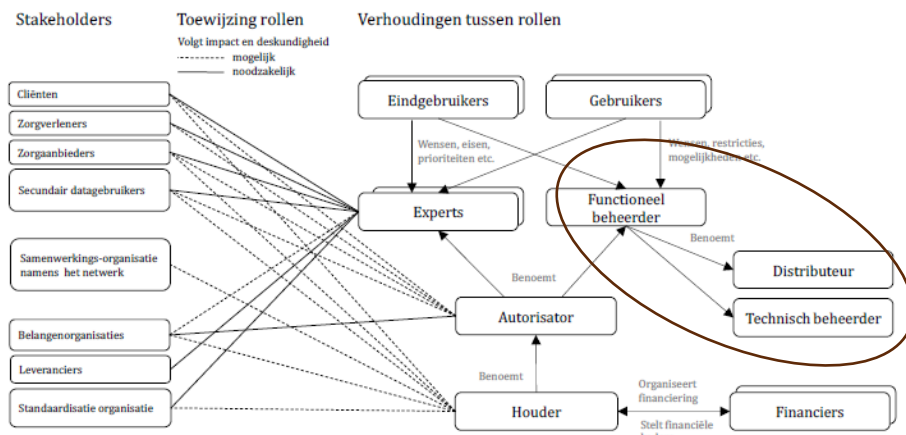 Stakeholders
Toewijzing rollen
Verhoudingen tussen rollen
Volgt impact en deskundigheid
mogelijk
noodzakelijk
Cliënten
Zorgverleners
Zorgaanbieders
Secundair datagebruikers
Samenwerkings-organisatie
namens het netwerk
Belangenorganisaties
Leveranciers
Standaardisatie organisatie
Eindgebruikers
Gebruikers
Wensen, eisen,
prioriteiten etc.
Wensen, restricties,
mogelijkheden etc.
Experts
Functioneel
beheerder
Benoemt
Benoemt
Distributeur
Technisch beheerder
Autorisator
Benoemt
Houder
Organiseert
financiering
Stelt financiële
Financiers